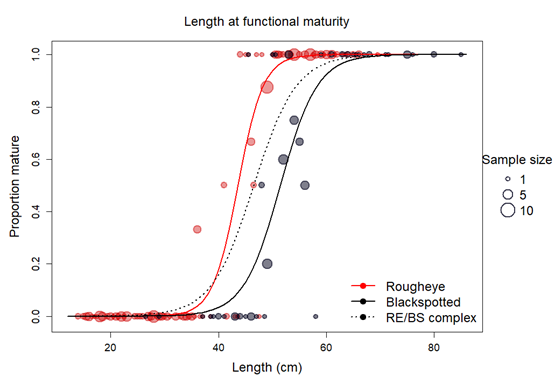 Length at functional maturity
Proportion mature
1.0
0.8
0.6
0.4
0.2
0.0
20
40
60
80
Length (cm)
Sample size
1
5
10
Rougheye
Blackspotted
RE/BS complex